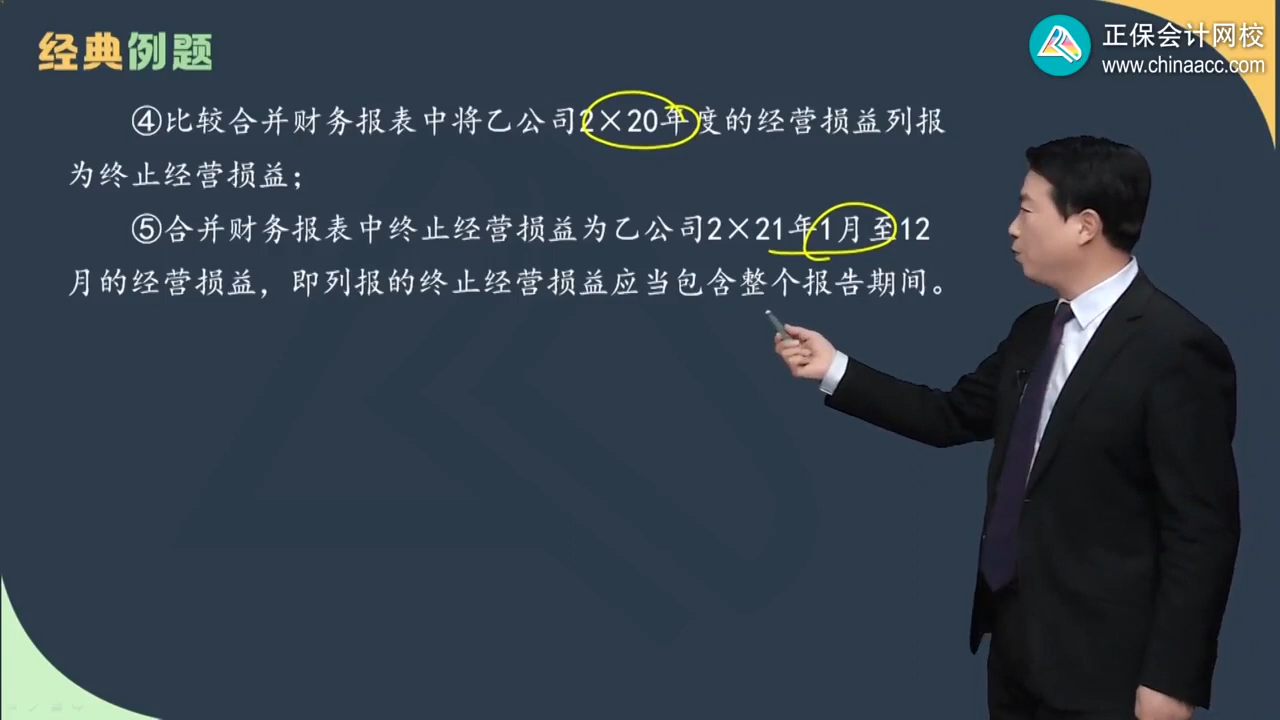 经典例题
正保会计网校
www.chinaacc.com
④比较合并财务报表中将乙公司2×20年度的经营损益列报
为终止经营损益；
⑤合并财务报表中终止经营损益为乙公司2×21年1月至12
月的经营损益，即列报的终止经营损益应当包含整个报告期间。